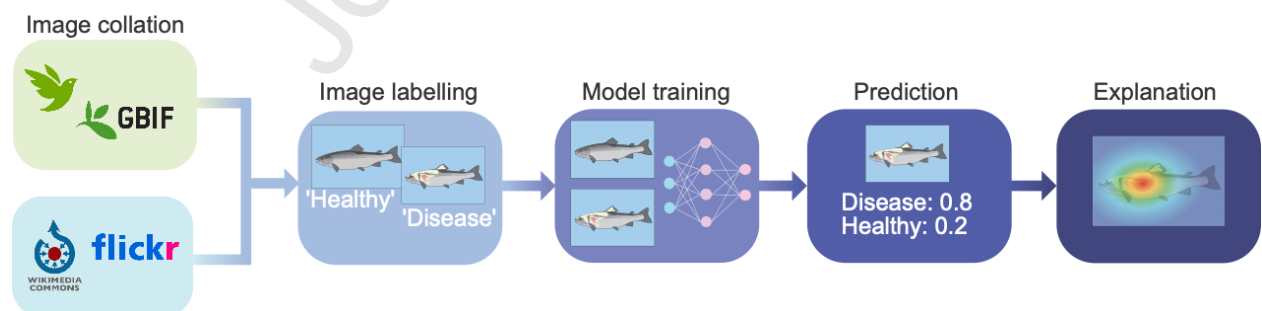 Image collation
GBIF
flickr
WIKIMEDIA
COMMONS
Image labelling
'Healthy'
'Disease'
Model training
Prediction
Disease: 0.8
Healthy: 0.2
Explanation